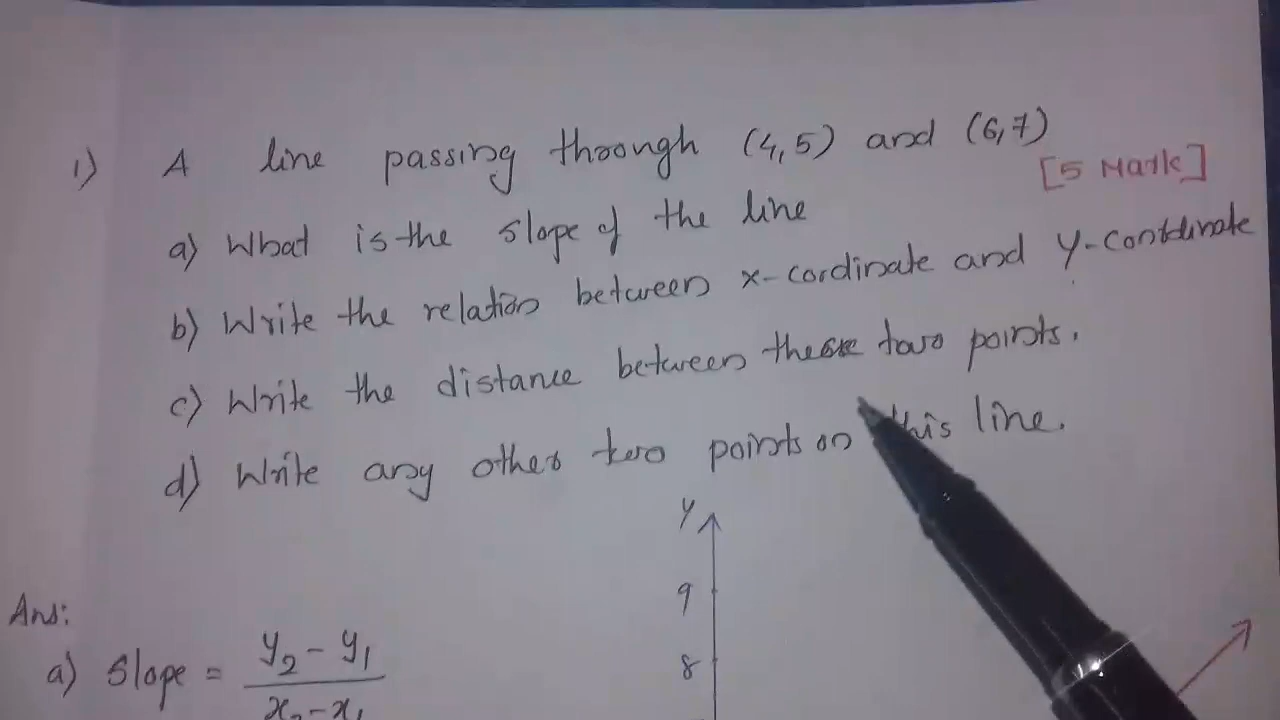 1) A line passing through (4,5) and (6,7)
[5 Mark]
a) What is the slope of the line
b) Write the relation between x-cordinate and y-cordinate
c) Write the distance between these two points.
d) Write any other two points on this line.
y
9
8
Ans:
a) Slope = y₂ - y₁
x₂ - x₁